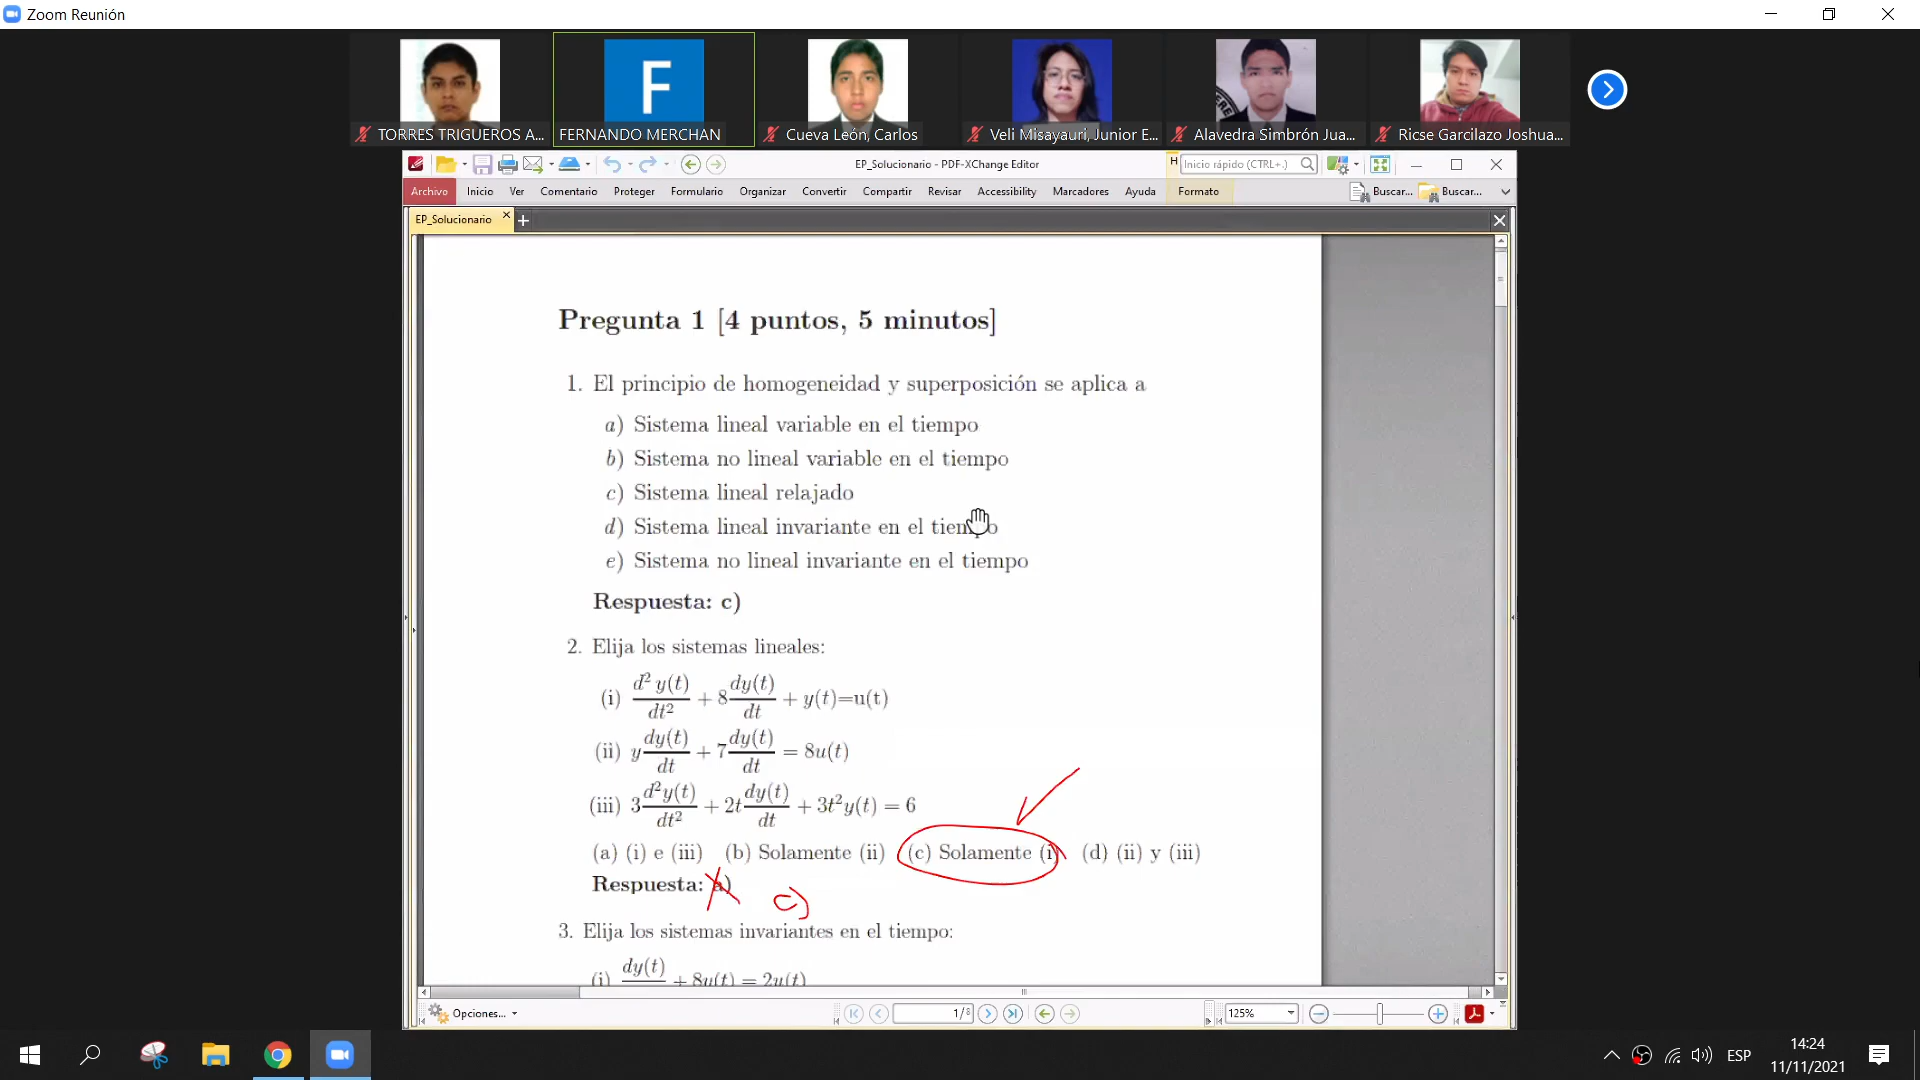 Zoom Reunión
TORRES TRIGUEROS A...
F
FERNANDO MERCHAN
Cueva León, Carlos
Veli Misayauri, Junior E...
Alavedra Simbrón Jua...
Ricse Garcilazo Joshua...
EP_Solucionario - PDF-XChange Editor
H
Inicio rápido (CTRL+.)
Archivo Inicio Ver Comentario Proteger Formulario Organizar Convertir Compartir Revisar Accessibility Marcadores Ayuda Formato Buscar... Buscar...
EP_Solucionario
Pregunta 1 [4 puntos, 5 minutos]
1. El principio de homogeneidad y superposición se aplica a
a) Sistema lineal variable en el tiempo
b) Sistema no lineal variable en el tiempo
c) Sistema lineal relajado
d) Sistema lineal invariante en el tiempo
e) Sistema no lineal invariante en el tiempo
Respuesta: c)
2. Elija los sistemas lineales:
(i) d² y(t)/dt² + 8 dy(t)/dt + y(t)=u(t)
(ii) y dy(t)/dt + 7 dy(t)/dt = 8u(t)
(iii) 3 d²y(t)/dt² + 2t dy(t)/dt + 3t²y(t) = 6
(a) (i) e (iii) (b) Solamente (ii) (c) Solamente (i) (d) (ii) y (iii)
Respuesta: a) c)
3. Elija los sistemas invariantes en el tiempo:
(i) dy(t) + 8u(t) = 2u(t)
Opciones...
1/8
125%
ESP
14:24
11/11/2021